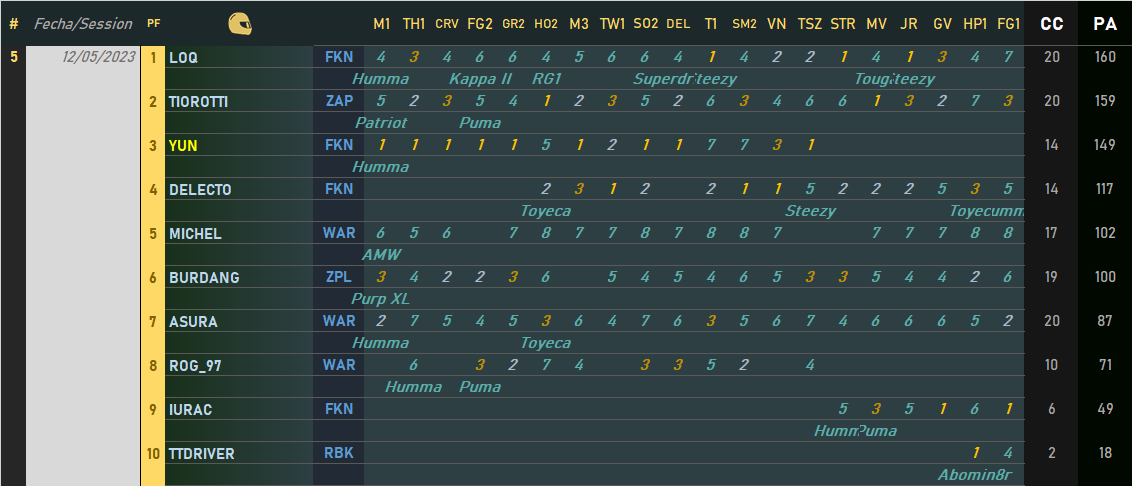 # Fecha/Session PF M1 TH1 CRV FG2 GR2 HO2 M3 TW1 SO2 DEL T1 SM2 VN TSZ STR MV JR GV HP1 FG1 CC PA
5 12/05/2023 1 LOQ FKN 4 3 4 6 6 4 5 6 6 4 1 4 2 2 1 4 1 3 4 7 20 160
Humma Kappa II RG1 Superdr Steezy Toug Steezy
2 TIOROTTI ZAP 5 2 3 5 4 1 2 3 5 2 6 3 4 6 6 1 3 2 7 3 20 159
Patriot Puma
3 YUN FKN 1 1 1 1 1 5 1 2 1 1 7 7 3 1 14 149
Humma
4 DELECTO FKN 2 3 1 2 2 1 1 5 2 2 2 5 3 5 14 117
Toyeca Steezy Toyec umm
5 MICHEL WAR 6 5 6 7 8 7 7 8 7 8 8 7 7 7 7 8 8 17 102
AMW
6 BURDANG ZPL 3 4 2 2 3 6 5 4 5 4 6 5 3 3 5 4 4 2 6 19 100
Purp XL
7 ASURA WAR 2 7 5 4 5 3 6 4 7 6 3 5 6 7 4 6 6 6 5 2 20 87
Humma Toyeca
8 ROG_97 WAR 6 3 2 7 4 3 3 5 2 4 10 71
Humma Puma
9 IURAC FKN 5 3 5 1 6 1 6 49
Humm Puma
10 TTDRIVER RBK 1 4 2 18
Abomin8r